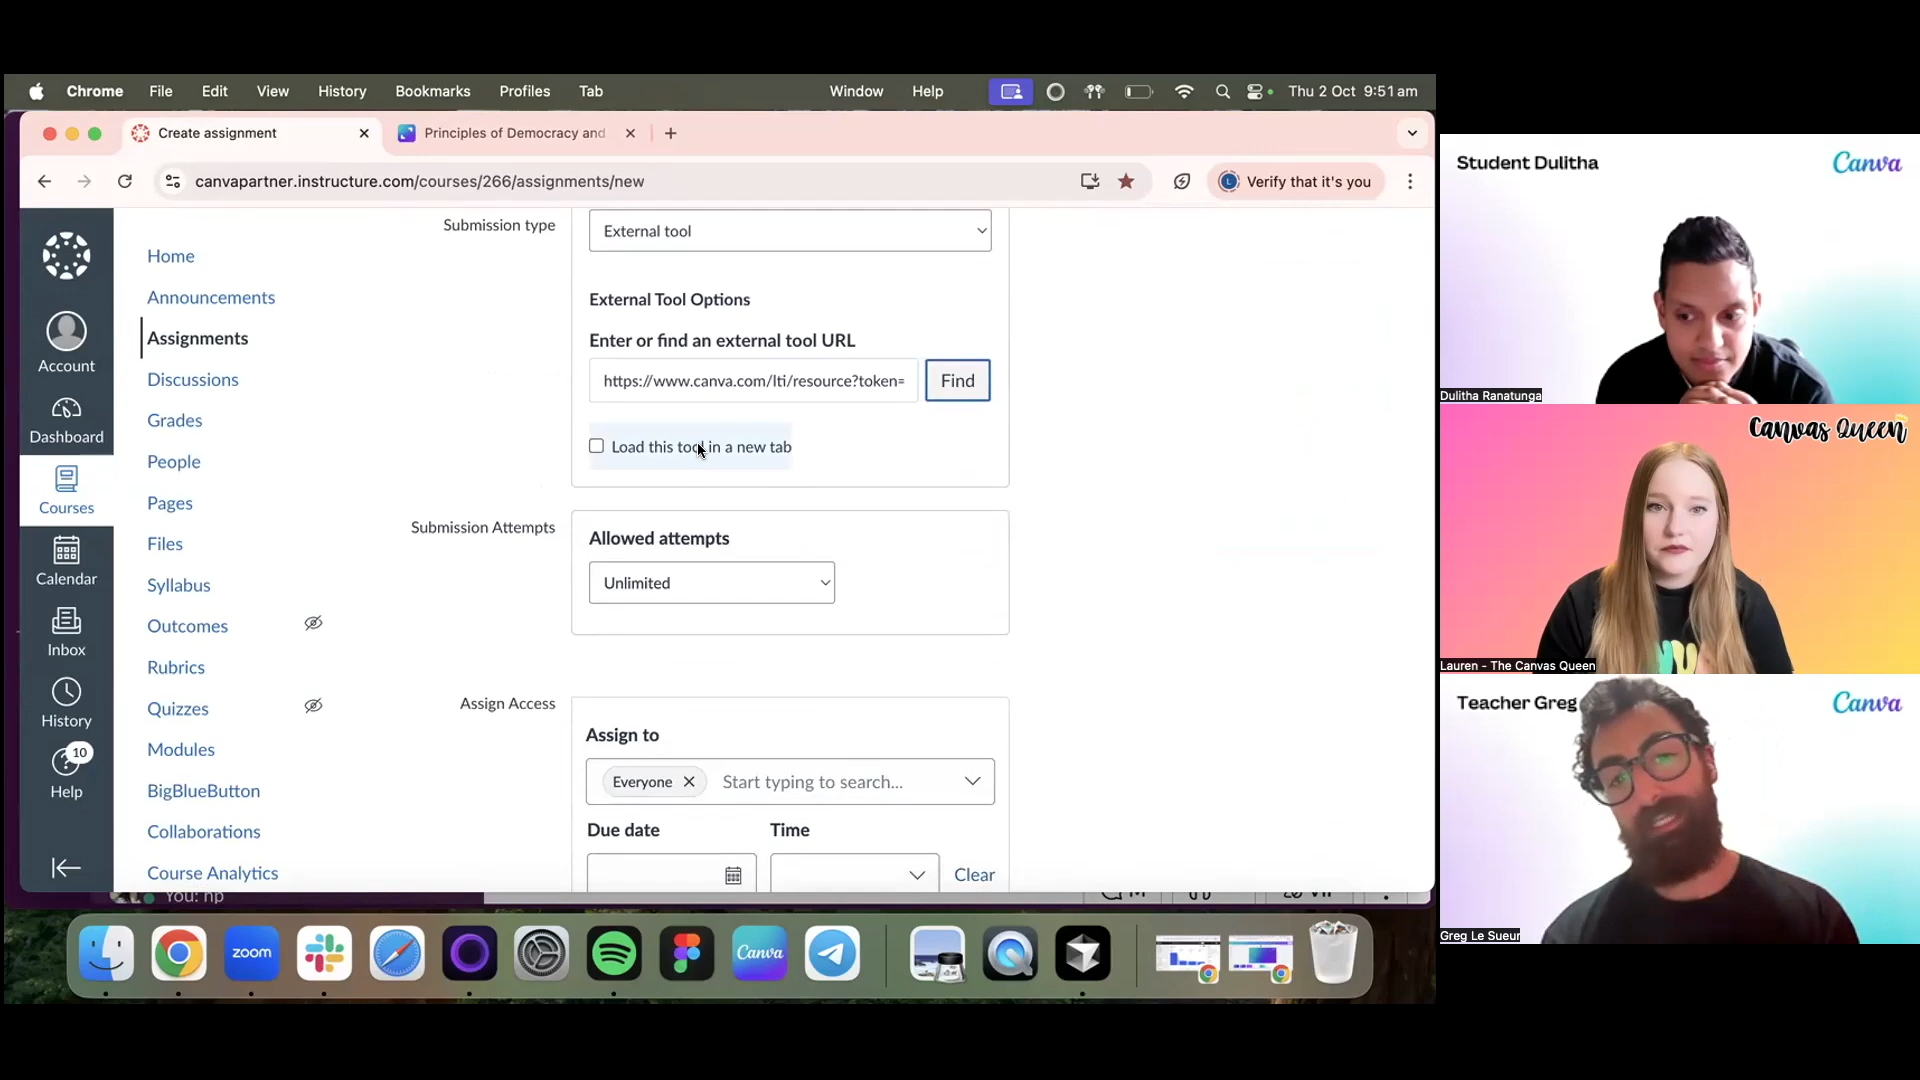 Chrome File Edit View History Bookmarks Profiles Tab Window Help Thu 2 Oct 9:51 am
Create assignment
Principles of Democracy and
canvapartner.instructure.com/courses/266/assignments/new
Verify that it's you
Account
Dashboard
Courses
Calendar
Inbox
History
10
Help
Home
Announcements
Assignments
Discussions
Grades
People
Pages
Files
Syllabus
Outcomes
Rubrics
Quizzes
Modules
BigBlueButton
Collaborations
Course Analytics
Submission type
External tool
External Tool Options
Enter or find an external tool URL
https://www.canva.com/lti/resource?token=
Find
Load this tool in a new tab
Submission Attempts
Allowed attempts
Unlimited
Assign Access
Assign to
Everyone
Start typing to search...
Due date
Time
Clear
You: np
zoom
Canva
Student Dulitha
Canva
Dulitha Ranatunga
Canvas Queen
Lauren - The Canvas Queen
Teacher Greg
Canva
Greg Le Sueur